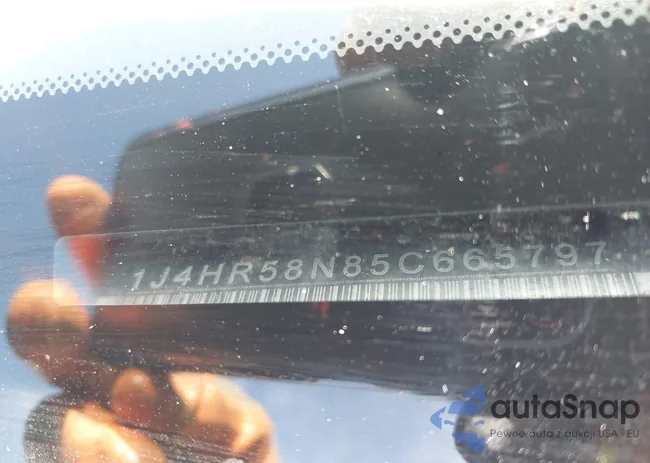 1J4HR58N85C665797
autaSnap
Pewne auta z aukcji USA i EU